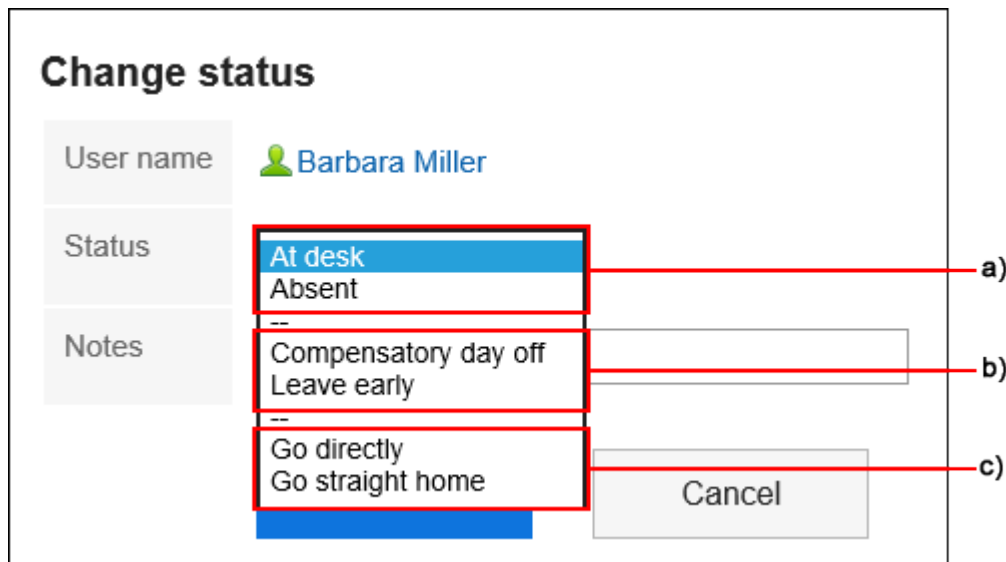 Change status
User name
Barbara Miller
Status
At desk
Absent
a)
--
Notes
Compensatory day off
Leave early
b)
--
Go directly
Go straight home
c)
Cancel